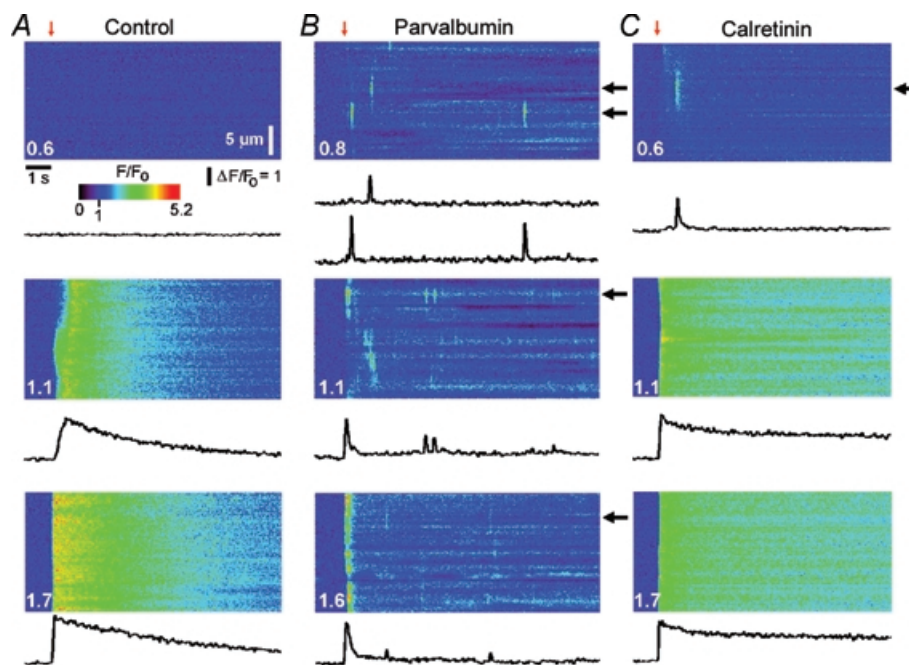 A Control
B Parvalbumin
C Calretinin
0.6
5 µm
0.8
0.6
1 s
F/F0
ΔF/F0 = 1
0
1
5.2
1.1
1.1
1.1
1.7
1.6
1.7